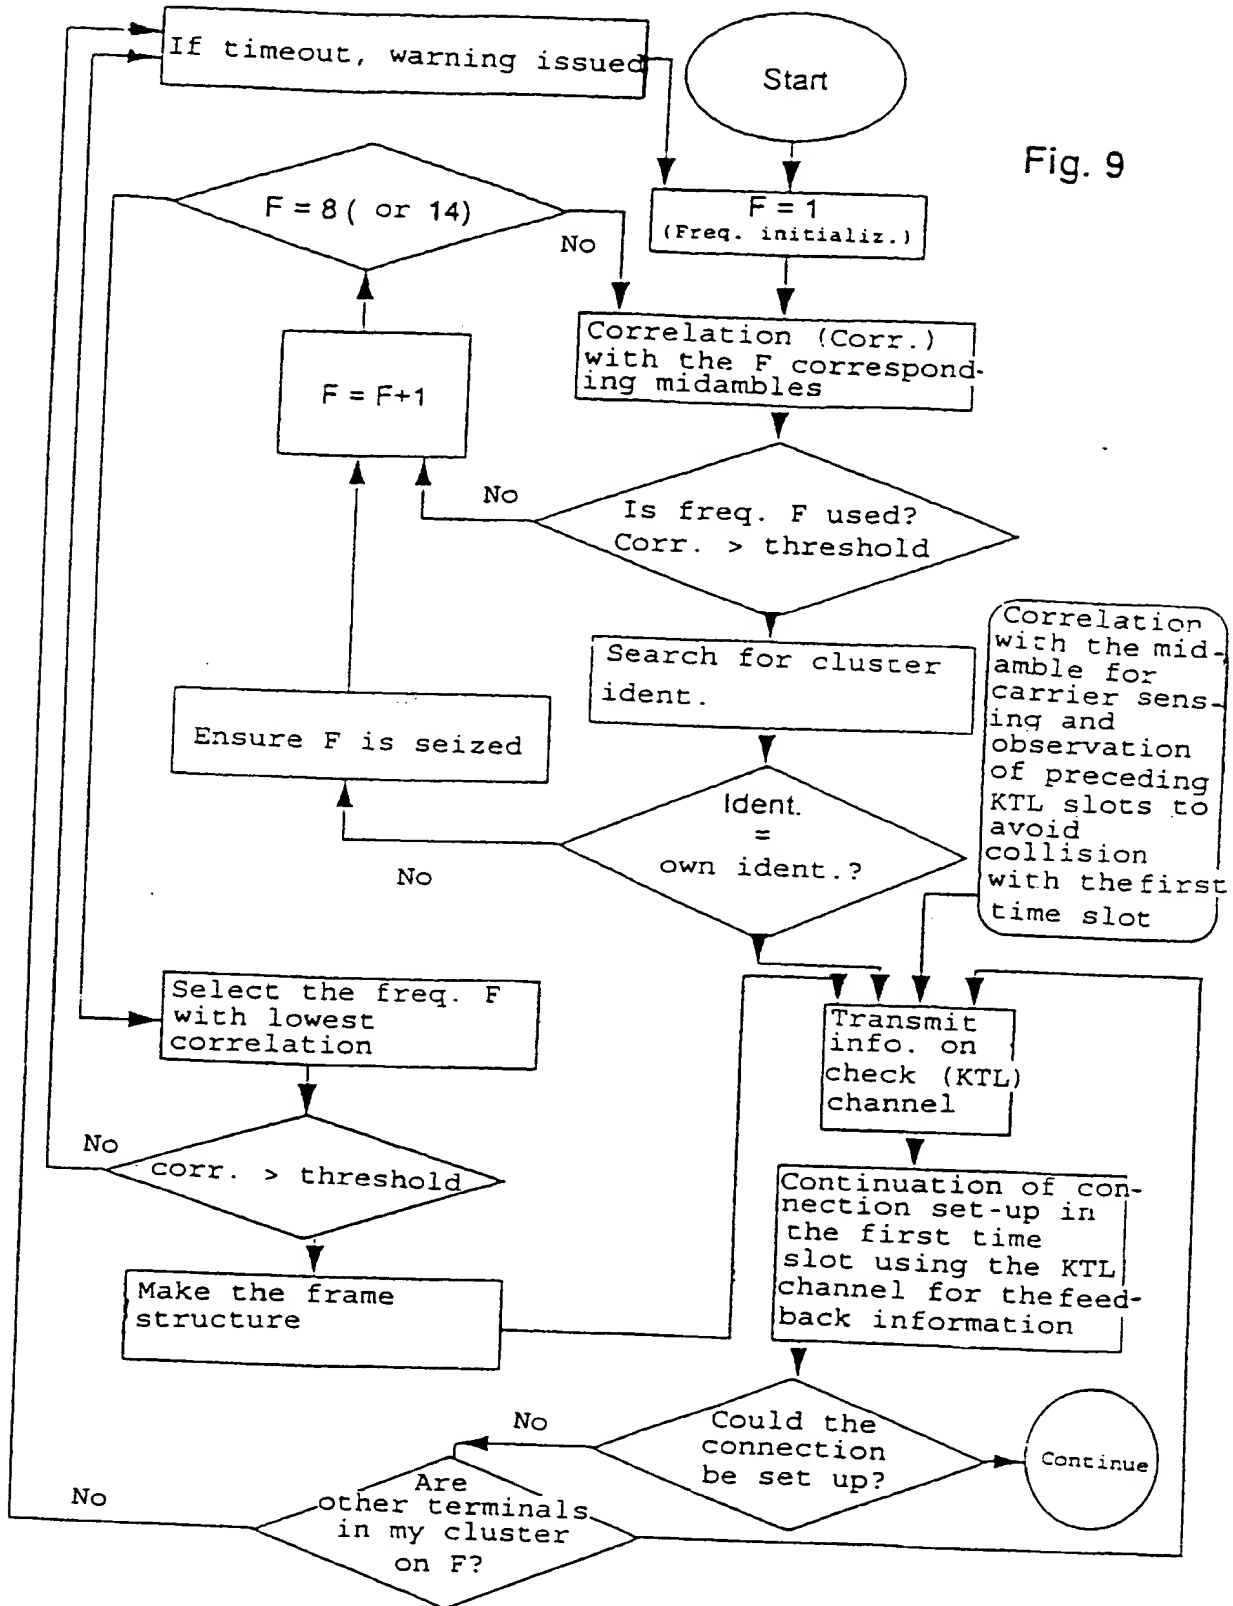 If timeout, warning issued
Start
Fig. 9
F = 8 ( or 14)
No
F = 1
(Freq. initializ.)
Correlation (Corr.)
with the F correspond-
ing midambles
F = F+1
No
Is freq. F used?
Corr. > threshold
Search for cluster
ident.
Correlation
with the mid-
amble for
carrier sens-
ing and
observation
of preceding
KTL slots to
avoid
collision
with the first
time slot
Ensure F is seized
Ident.
=
own ident.?
No
Select the freq. F
with lowest
correlation
Transmit
info. on
check (KTL)
channel
No
corr. > threshold
Continuation of con-
nection set-up in
the first time
slot using the KTL
channel for the feed-
back information
Make the frame
structure
No
Could the
connection
be set up?
Continue
No
Are
other terminals
in my cluster
on F?